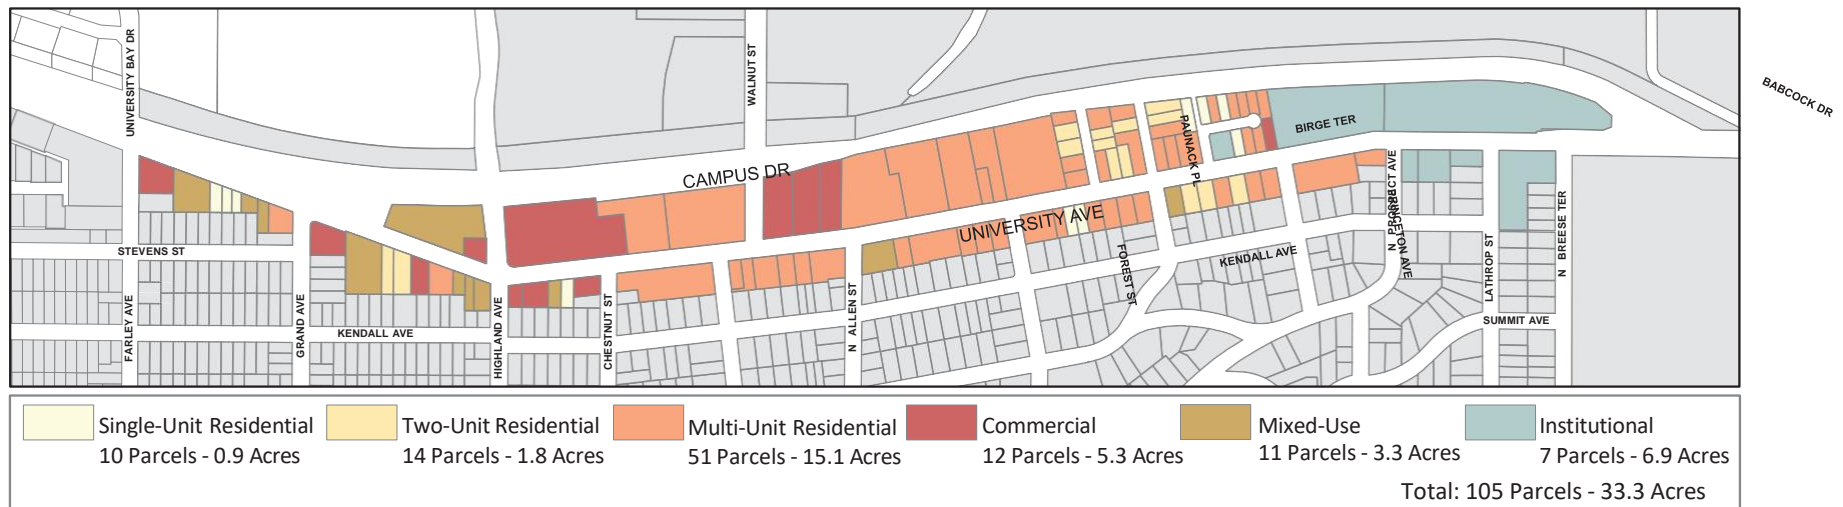 UNIVERSITY BAY DR
WALNUT ST
BABCOCK DR
CAMPUS DR
PAUNACK PL
BIRGE TER
UNIVERSITY AVE
N PROSPECT AVE
PRINCETON AVE
N BREESE TER
STEVENS ST
FOREST ST
KENDALL AVE
LATHROP ST
FARLEY AVE
GRAND AVE
KENDALL AVE
HIGHLAND AVE
CHESTNUT ST
N ALLEN ST
SUMMIT AVE
Single-Unit Residential
10 Parcels - 0.9 Acres
Two-Unit Residential
14 Parcels - 1.8 Acres
Multi-Unit Residential
51 Parcels - 15.1 Acres
Commercial
12 Parcels - 5.3 Acres
Mixed-Use
11 Parcels - 3.3 Acres
Institutional
7 Parcels - 6.9 Acres
Total: 105 Parcels - 33.3 Acres